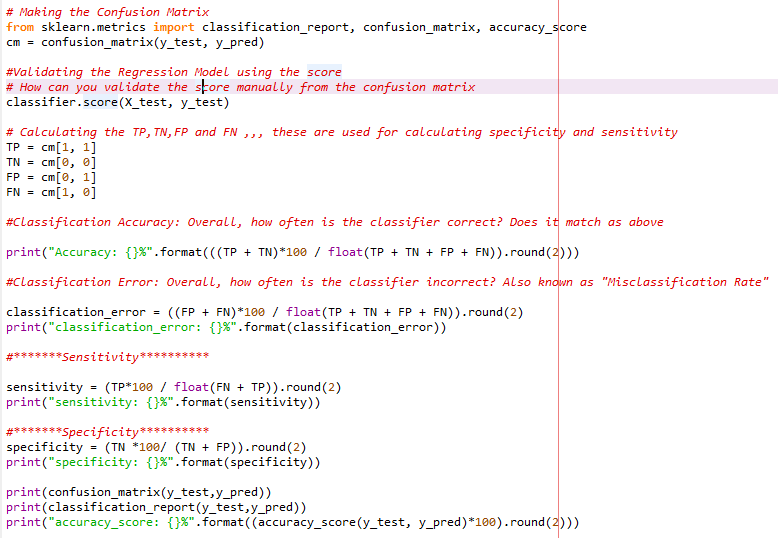 # Making the Confusion Matrix
from sklearn.metrics import classification_report, confusion_matrix, accuracy_score
cm = confusion_matrix(y_test, y_pred)
#Validating the Regression Model using the score
# How can you validate the score manually from the confusion matrix
classifier.score(X_test, y_test)
# Calculating the TP,TN,FP and FN ,,, these are used for calculating specificity and sensitivity
TP = cm[1, 1]
TN = cm[0, 0]
FP = cm[0, 1]
FN = cm[1, 0]
#Classification Accuracy: Overall, how often is the classifier correct? Does it match as above
print("Accuracy: {}%".format(((TP + TN)*100 / float(TP + TN + FP + FN)).round(2)))
#Classification Error: Overall, how often is the classifier incorrect? Also known as "Misclassification Rate"
classification_error = ((FP + FN)*100 / float(TP + TN + FP + FN)).round(2)
print("classification_error: {}%".format(classification_error))
#*******Sensitivity**********
sensitivity = (TP*100 / float(FN + TP)).round(2)
print("sensitivity: {}%".format(sensitivity))
#*******Specificity**********
specificity = (TN *100/ (TN + FP)).round(2)
print("specificity: {}%".format(specificity))
print(confusion_matrix(y_test,y_pred))
print(classification_report(y_test,y_pred))
print("accuracy_score: {}%".format((accuracy_score(y_test, y_pred)*100).round(2)))